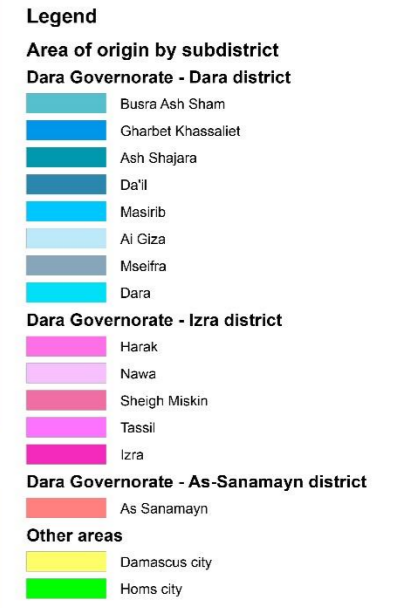 Legend
Area of origin by subdistrict
Dara Governorate - Dara district
Busra Ash Sham
Gharbet Khassaliet
Ash Shajara
Da'il
Masirib
Ai Giza
Mseifra
Dara
Dara Governorate - Izra district
Harak
Nawa
Sheigh Miskin
Tassil
Izra
Dara Governorate - As-Sanamayn district
As Sanamayn
Other areas
Damascus city
Homs city